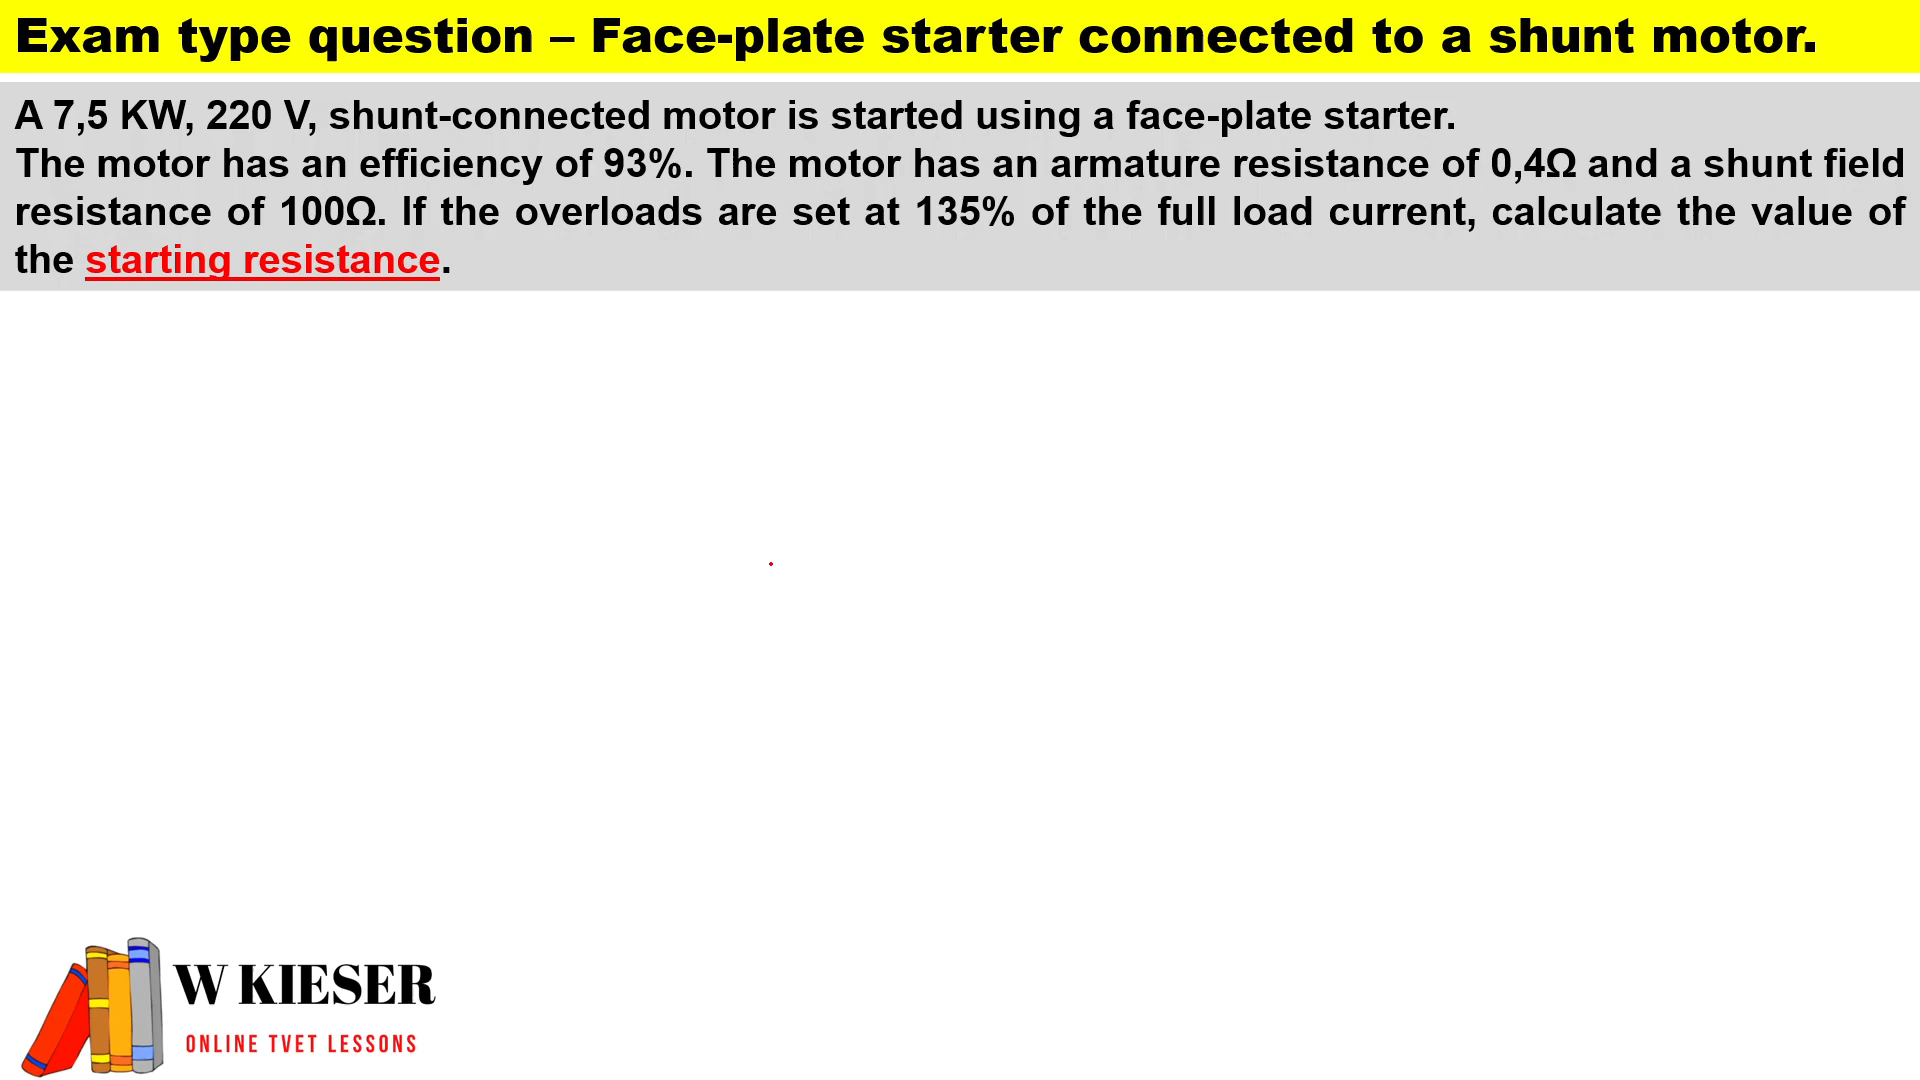 Exam type question – Face-plate starter connected to a shunt motor.
A 7,5 KW, 220 V, shunt-connected motor is started using a face-plate starter.
The motor has an efficiency of 93%. The motor has an armature resistance of 0,4Ω and a shunt field
resistance of 100Ω. If the overloads are set at 135% of the full load current, calculate the value of
the starting resistance.
W KIESER
ONLINE TVET LESSONS